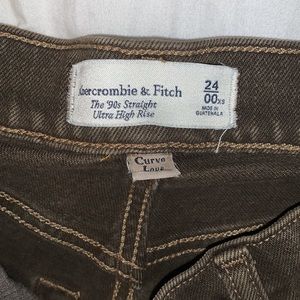 Abercrombie & Fitch
The '90s Straight
Ultra High Rise
24
00XS
MADE IN
GUATEMALA
Curve
Love